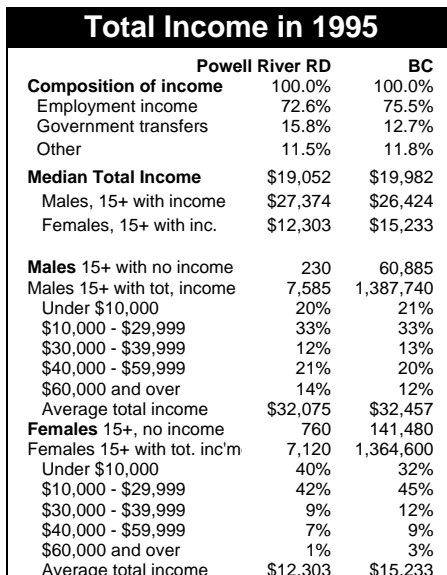 Total Income in 1995
Powell River RD BC
Composition of income 100.0% 100.0%
Employment income 72.6% 75.5%
Government transfers 15.8% 12.7%
Other 11.5% 11.8%
Median Total Income $19,052 $19,982
Males, 15+ with income $27,374 $26,424
Females, 15+ with inc. $12,303 $15,233
Males 15+ with no income 230 60,885
Males 15+ with tot, income 7,585 1,387,740
Under $10,000 20% 21%
$10,000 - $29,999 33% 33%
$30,000 - $39,999 12% 13%
$40,000 - $59,999 21% 20%
$60,000 and over 14% 12%
Average total income $32,075 $32,457
Females 15+, no income 760 141,480
Females 15+ with tot. inc'm 7,120 1,364,600
Under $10,000 40% 32%
$10,000 - $29,999 42% 45%
$30,000 - $39,999 9% 12%
$40,000 - $59,999 7% 9%
$60,000 and over 1% 3%
Average total income $12,303 $15,233